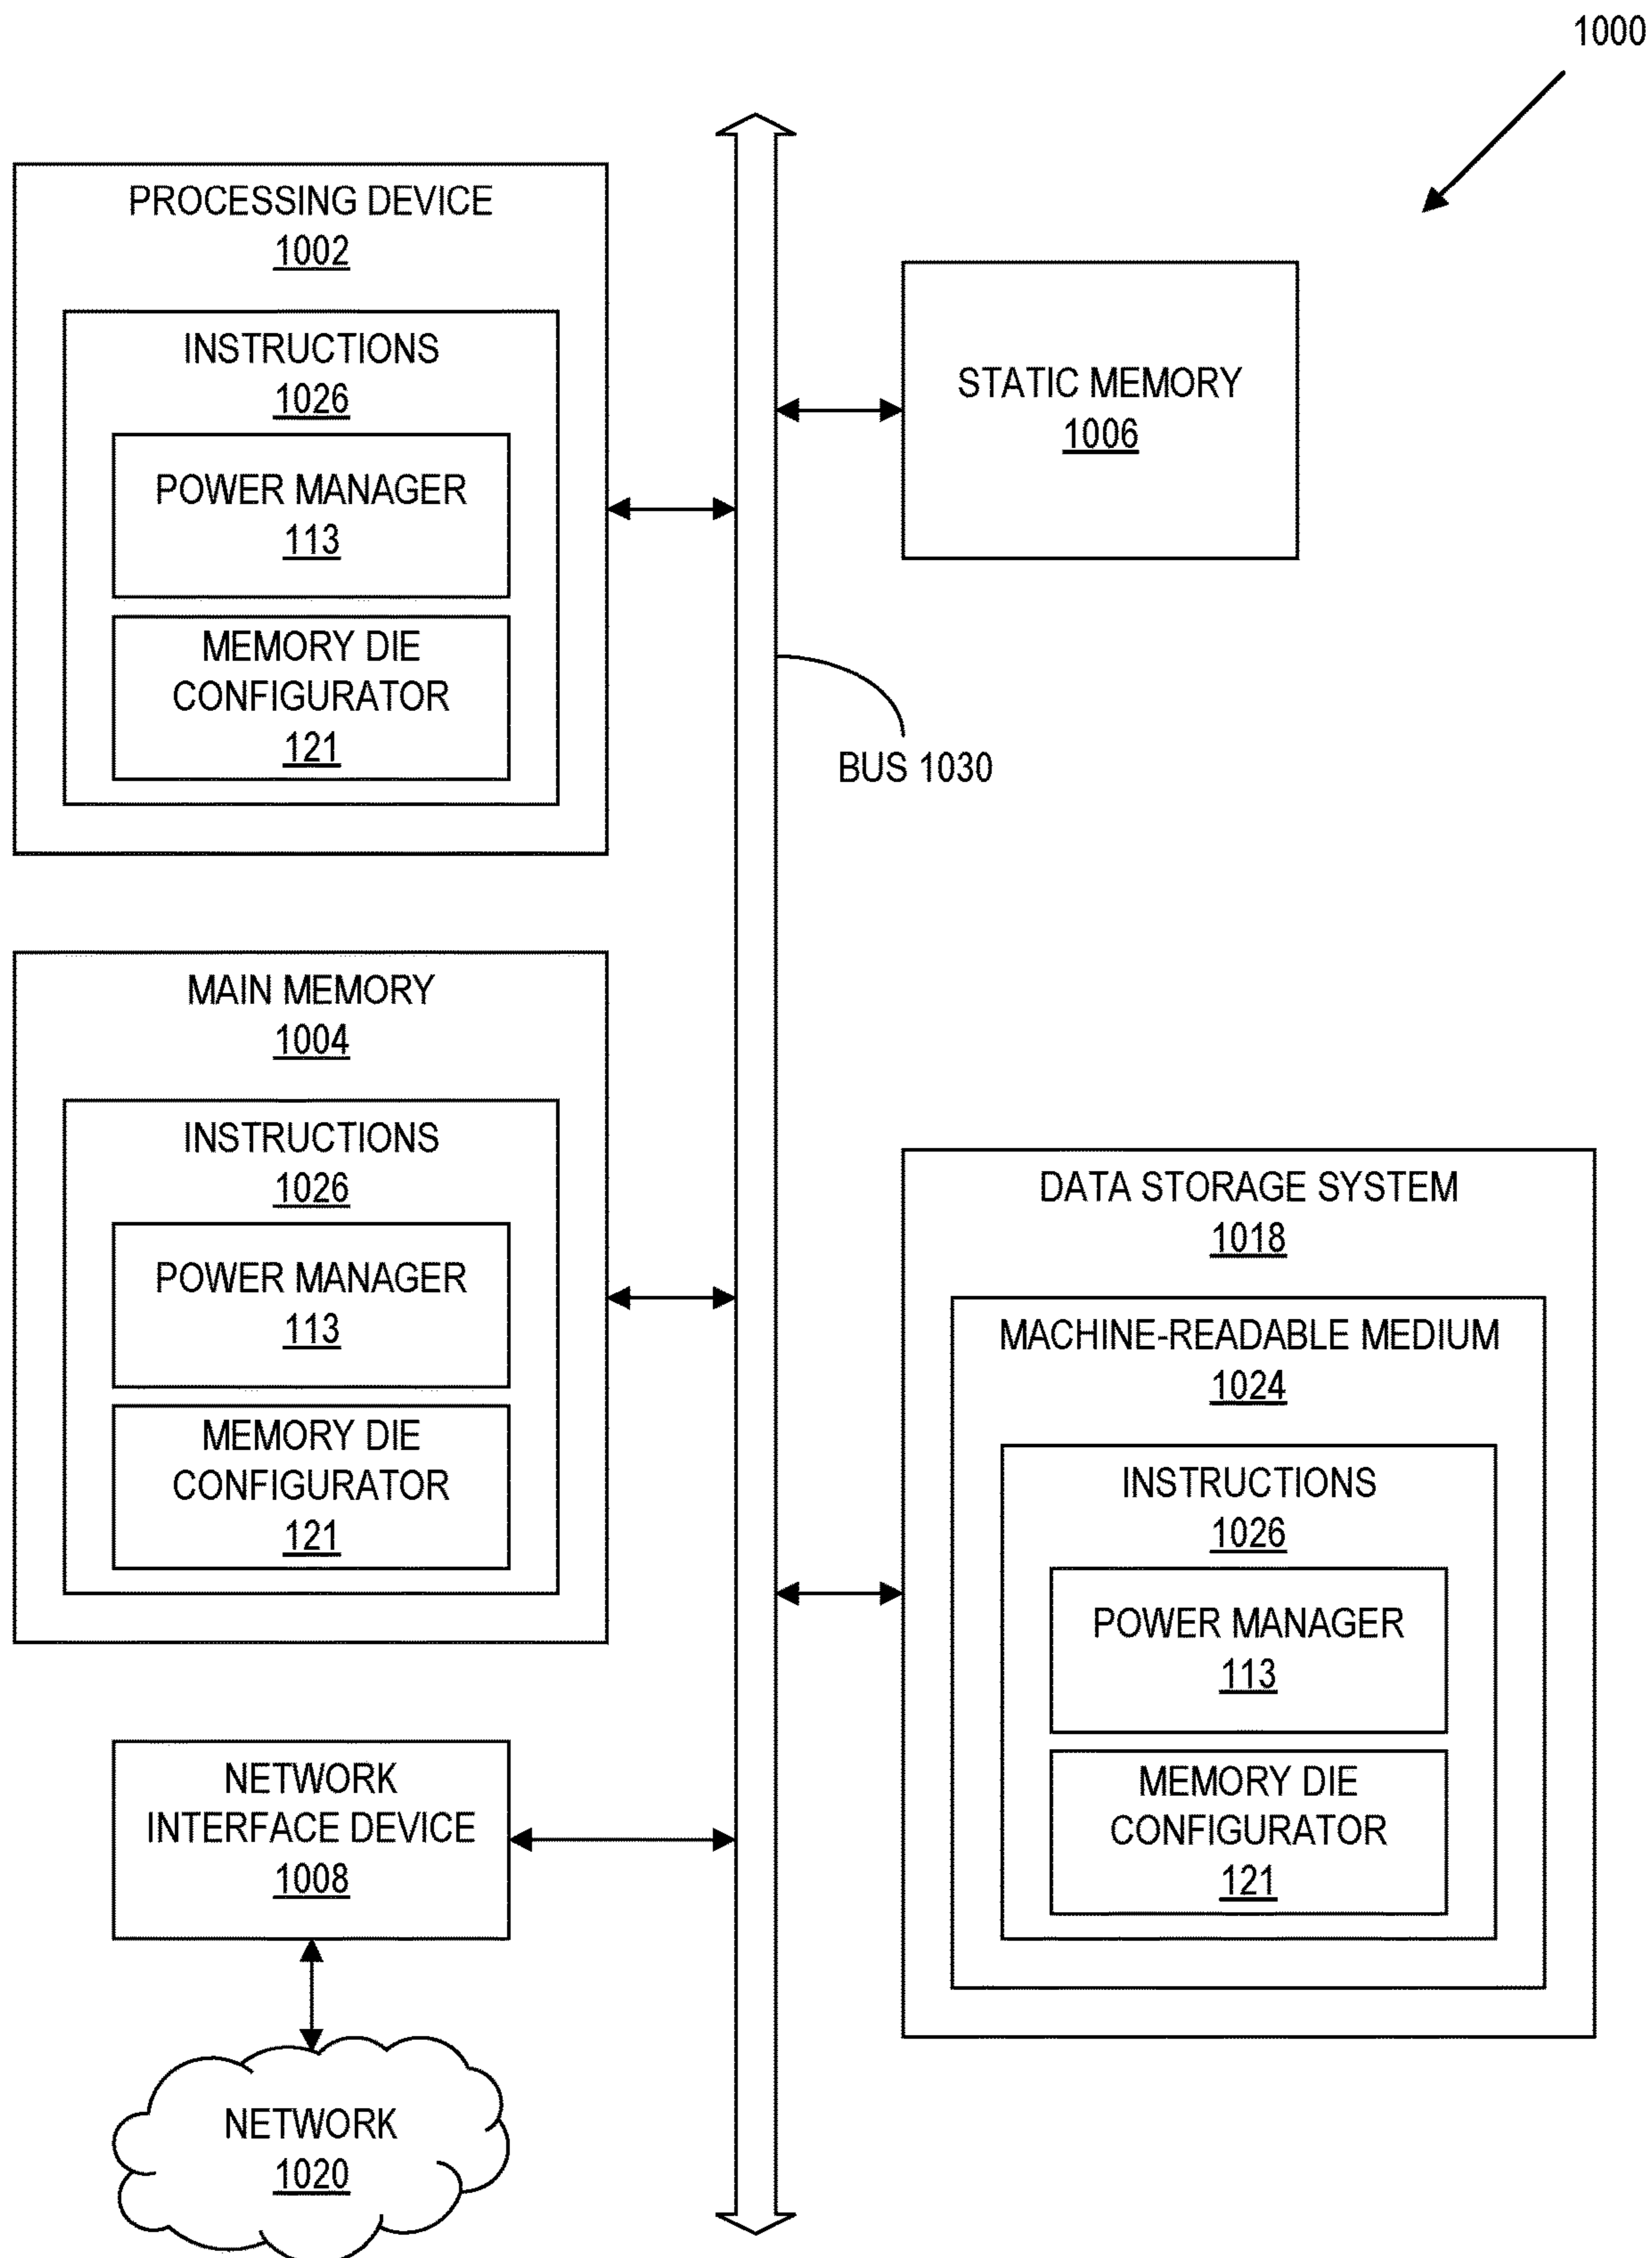 1000
PROCESSING DEVICE
1002
INSTRUCTIONS
1026
POWER MANAGER
113
MEMORY DIE
CONFIGURATOR
121
STATIC MEMORY
1006
BUS 1030
MAIN MEMORY
1004
INSTRUCTIONS
1026
POWER MANAGER
113
MEMORY DIE
CONFIGURATOR
121
DATA STORAGE SYSTEM
1018
MACHINE-READABLE MEDIUM
1024
INSTRUCTIONS
1026
POWER MANAGER
113
MEMORY DIE
CONFIGURATOR
121
NETWORK
INTERFACE DEVICE
1008
NETWORK
1020